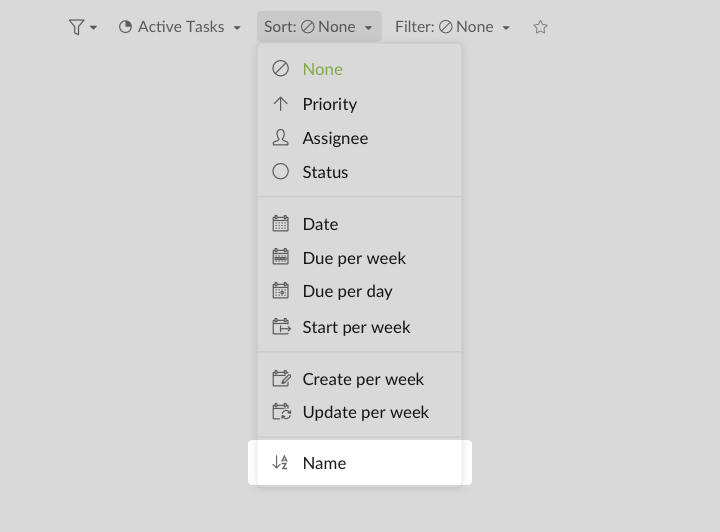 Active Tasks Sort: None Filter: None
None
Priority
Assignee
Status
Date
Due per week
Due per day
Start per week
Create per week
Update per week
Name